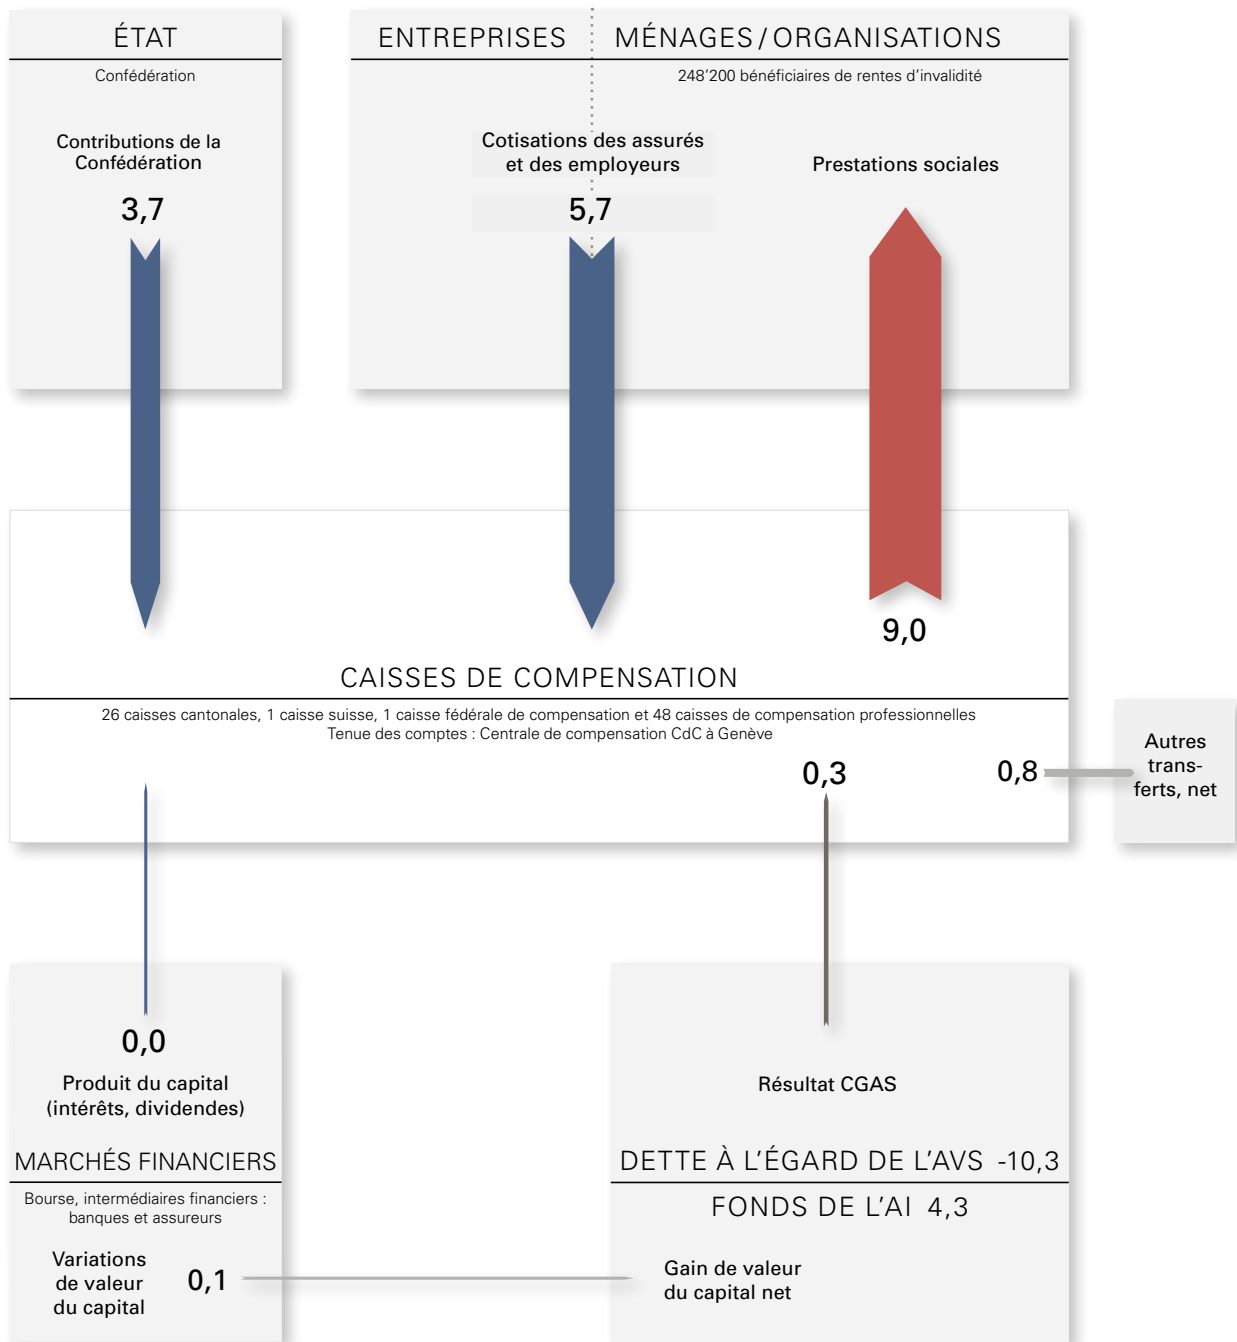 ÉTAT
Confédération
Contributions de la
Confédération
3,7
ENTREPRISES
MÉNAGES/ORGANISATIONS
248’200 bénéficiaires de rentes d’invalidité
Cotisations des assurés
et des employeurs
5,7
Prestations sociales
9,0
CAISSES DE COMPENSATION
26 caisses cantonales, 1 caisse suisse, 1 caisse fédérale de compensation et 48 caisses de compensation professionnelles
Tenue des comptes : Centrale de compensation CdC à Genève
0,3
0,8
Autres
trans-
ferts, net
0,0
Produit du capital
(intérêts, dividendes)
MARCHÉS FINANCIERS
Bourse, intermédiaires financiers :
banques et assureurs
Variations
de valeur
du capital
0,1
Résultat CGAS
DETTE À L’ÉGARD DE L’AVS -10,3
FONDS DE L’AI 4,3
Gain de valeur
du capital net